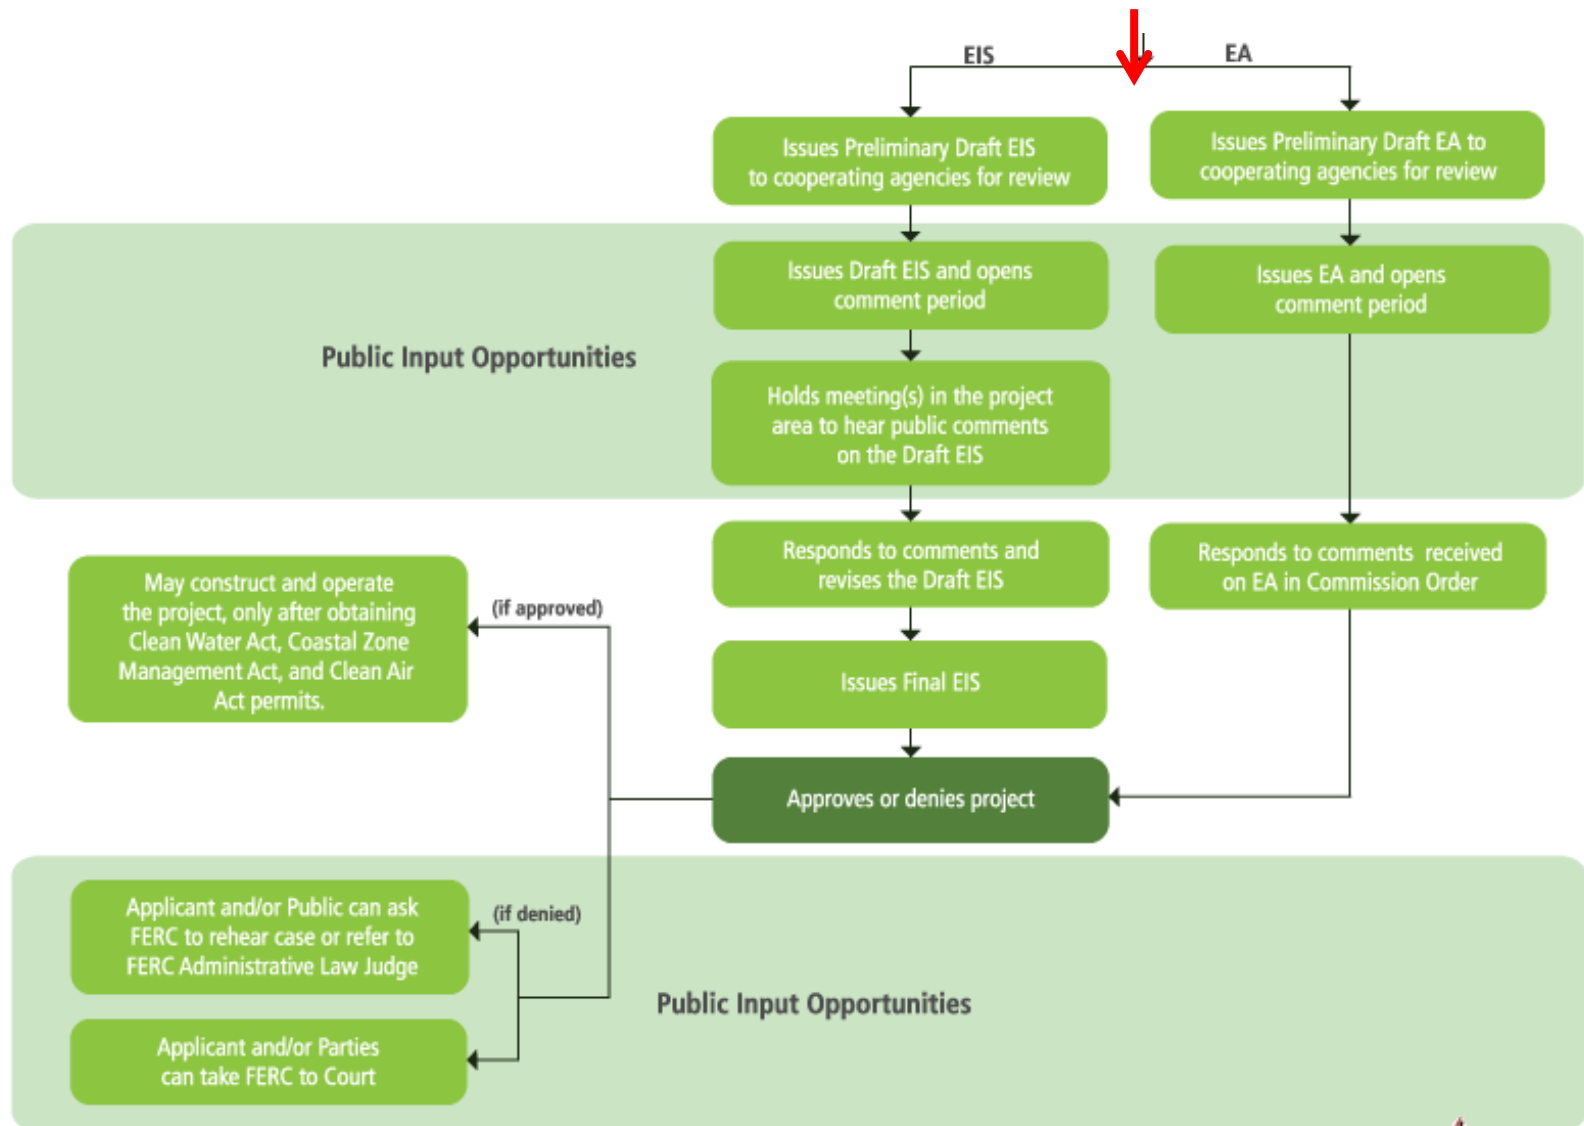 EIS
EA
Issues Preliminary Draft EIS
to cooperating agencies for review
Issues Preliminary Draft EA to
cooperating agencies for review
Issues Draft EIS and opens
comment period
Issues EA and opens
comment period
Public Input Opportunities
Holds meeting(s) in the project
area to hear public comments
on the Draft EIS
Responds to comments and
revises the Draft EIS
Responds to comments received
on EA in Commission Order
May construct and operate
the project, only after obtaining
Clean Water Act, Coastal Zone
Management Act, and Clean Air
Act permits.
(if approved)
Issues Final EIS
Approves or denies project
Applicant and/or Public can ask
FERC to rehear case or refer to
FERC Administrative Law Judge
(if denied)
Public Input Opportunities
Applicant and/or Parties
can take FERC to Court